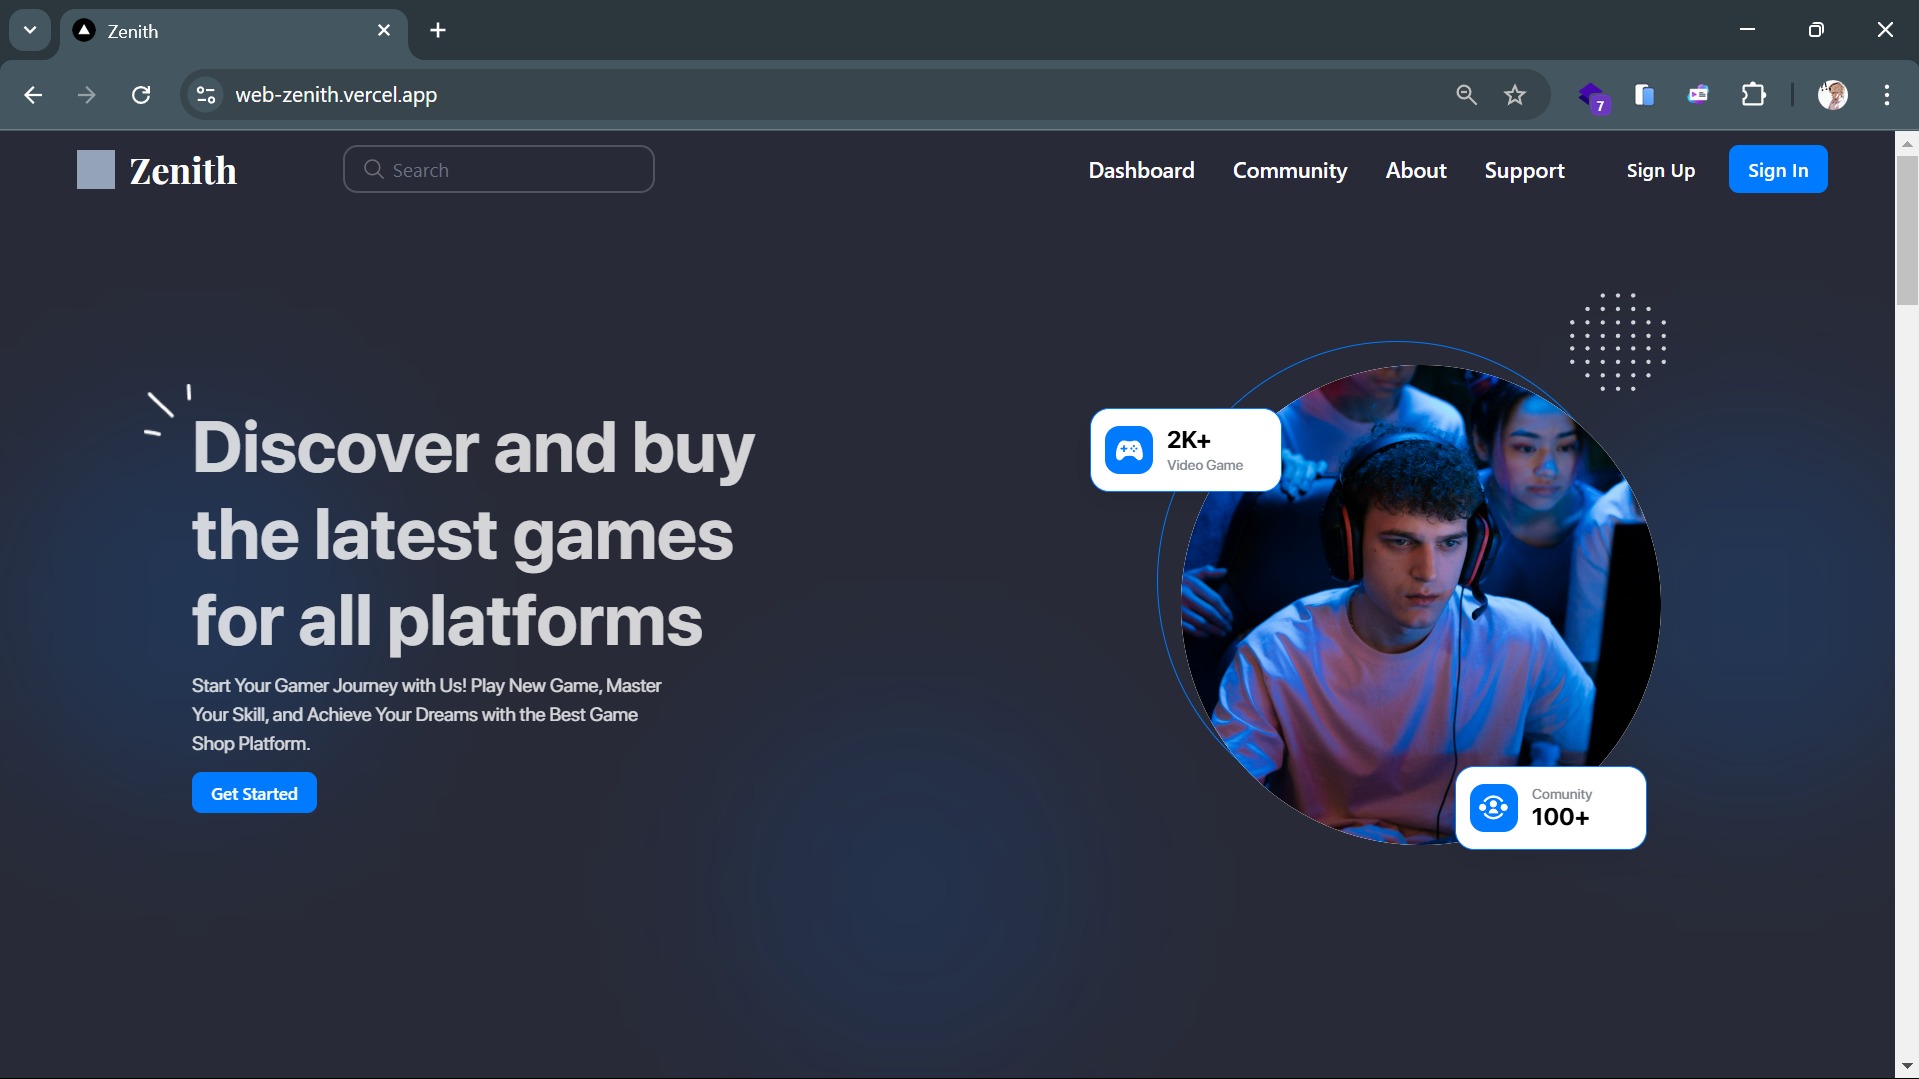 Zenith
web-zenith.vercel.app
7
Zenith
Search
Dashboard Community About Support Sign Up Sign In
Discover and buy
the latest games
for all platforms
Start Your Gamer Journey with Us! Play New Game, Master
Your Skill, and Achieve Your Dreams with the Best Game
Shop Platform.
Get Started
2K+
Video Game
Comunity
100+